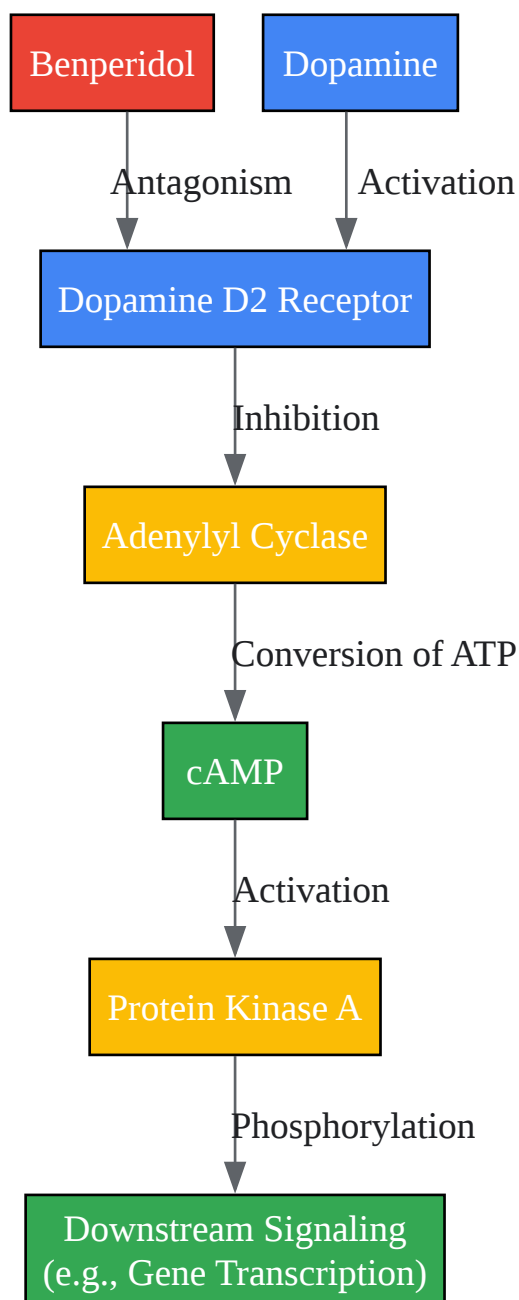 Benperidol
Dopamine
Antagonism
Activation
Dopamine D2 Receptor
Inhibition
Adenylyl Cyclase
Conversion of ATP
cAMP
Activation
Protein Kinase A
Phosphorylation
Downstream Signaling
(e.g., Gene Transcription)